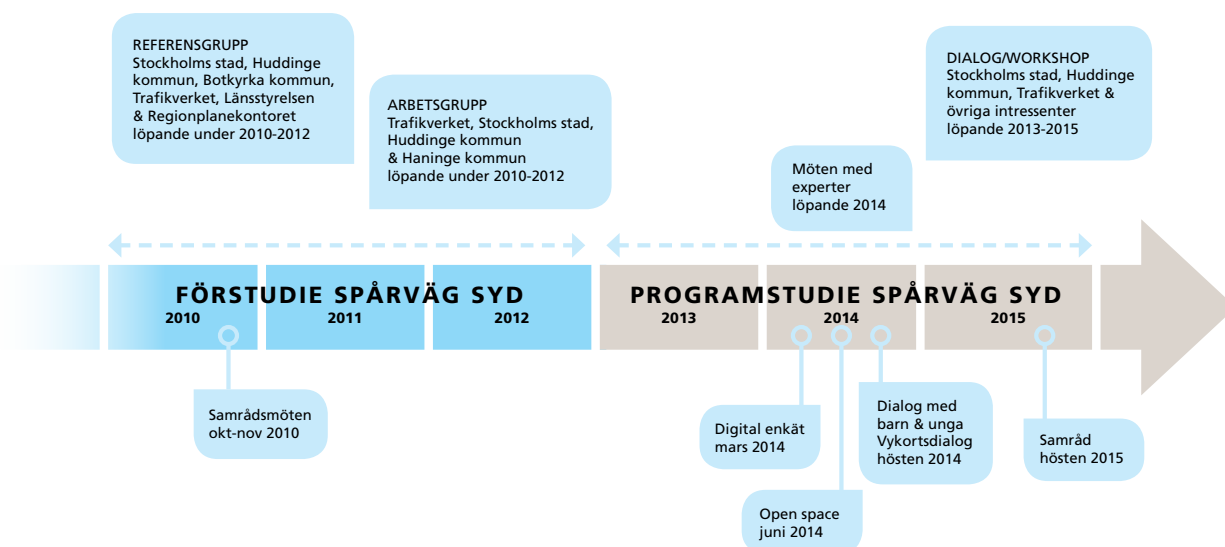 REFERENSGRUPP
Stockholms stad, Huddinge
kommun, Botkyrka kommun,
Trafikverket, Länsstyrelsen
& Regionplanekontoret
löpande under 2010-2012
ARBETSGRUPP
Trafikverket, Stockholms stad,
Huddinge kommun
& Haninge kommun
löpande under 2010-2012
Möten med
experter
löpande 2014
DIALOG/WORKSHOP
Stockholms stad, Huddinge
kommun, Trafikverket &
övriga intressenter
löpande 2013-2015
FÖRSTUDIE SPÅRVÄG SYD
2010 2011 2012
PROGRAMSTUDIE SPÅRVÄG SYD
2013 2014 2015
Samrådsmöten
okt-nov 2010
Digital enkät
mars 2014
Open space
juni 2014
Dialog med
barn & unga
Vykortsdialog
hösten 2014
Samråd
hösten 2015